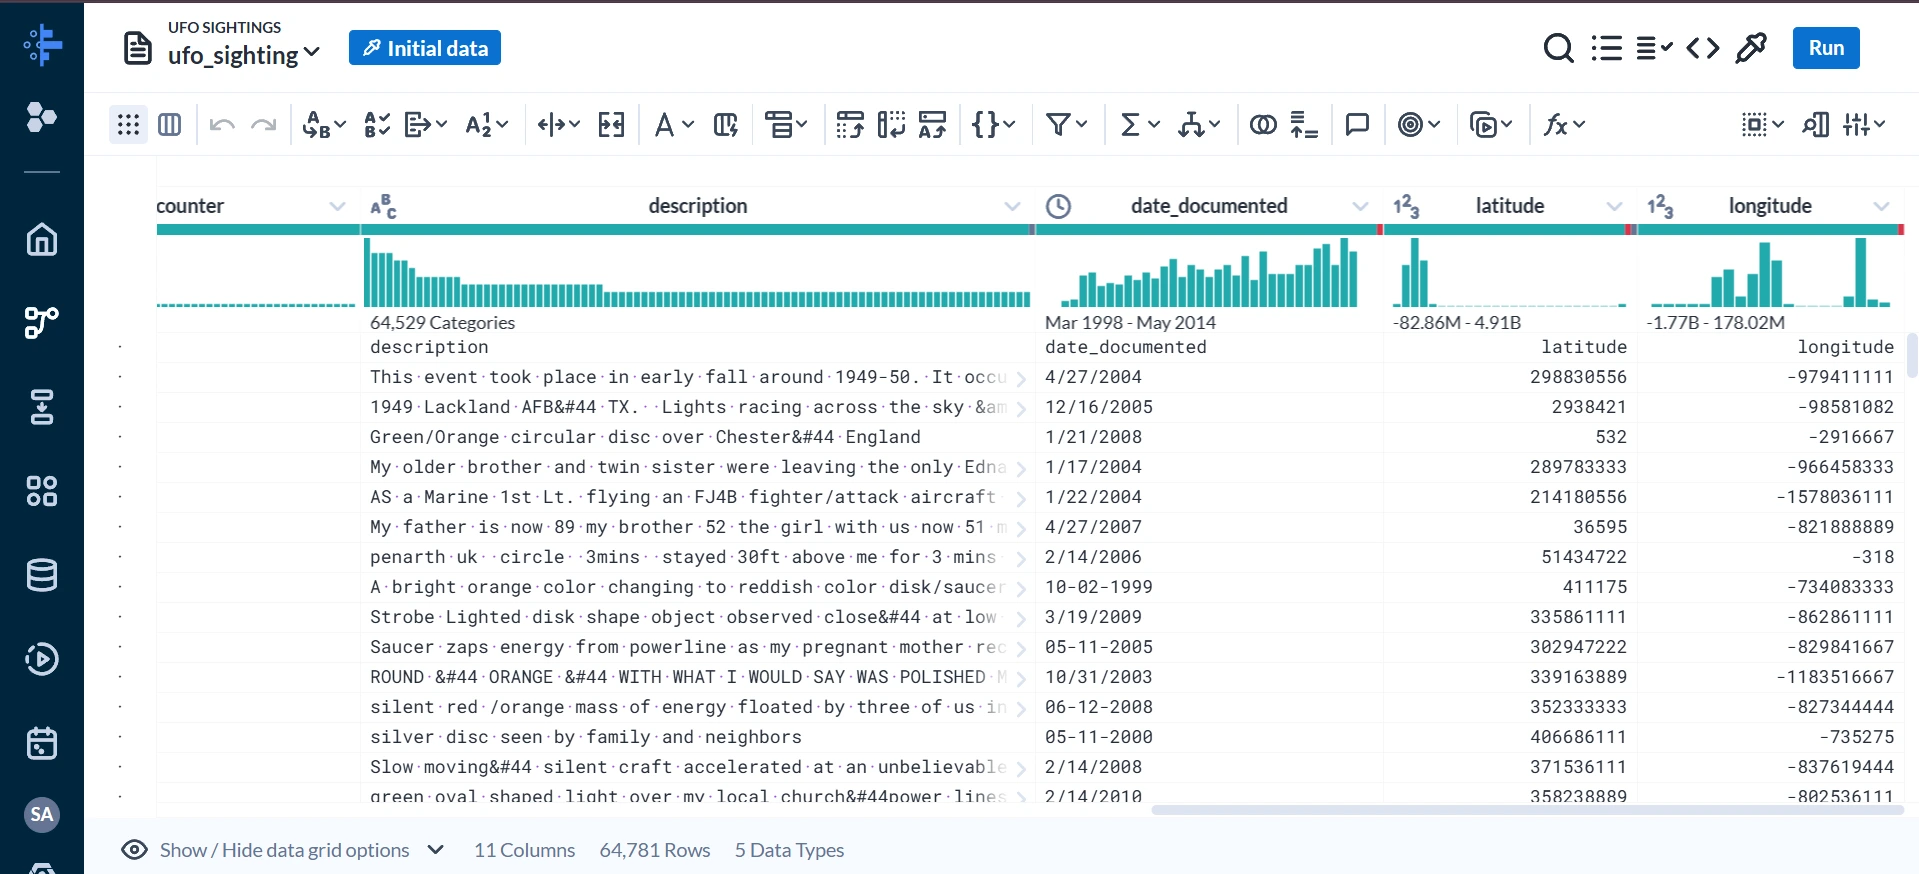 UFO SIGHTINGS
ufo_sighting
Initial data
Run
counter description date_documented latitude longitude
64,529 Categories Mar 1998 - May 2014 -82.86M - 4.91B -1.77B - 178.02M
description date_documented latitude longitude
This·event·took·place·in·early·fall·around·1949-50.·It·occu 4/27/2004 298830556 -979411111
1949·Lackland·AFB&#44·TX.··Lights·racing·across·the·sky·&am 12/16/2005 2938421 -98581082
Green/Orange·circular·disc·over·Chester&#44·England 1/21/2008 532 -2916667
My·older·brother·and·twin·sister·were·leaving·the·only·Edna 1/17/2004 289783333 -966458333
AS·a·Marine·1st·Lt.·flying·an·FJ4B·fighter/attack·aircraft 1/22/2004 214180556 -1578036111
My·father·is·now·89·my·brother·52·the·girl·with·us·now·51·m 4/27/2007 36595 -821888889
penarth·uk··circle··3mins··stayed·30ft·above·me·for·3·mins 2/14/2006 51434722 -318
A·bright·orange·color·changing·to·reddish·color·disk/saucer 10-02-1999 411175 -734083333
Strobe·Lighted·disk·shape·object·observed·close&#44·at·low 3/19/2009 335861111 -862861111
Saucer·zaps·energy·from·powerline·as·my·pregnant·mother·rec 05-11-2005 302947222 -829841667
ROUND·&#44·ORANGE·&#44·WITH·WHAT·I·WOULD·SAY·WAS·POLISHED·M 10/31/2003 339163889 -1183516667
silent·red·/orange·mass·of·energy·floated·by·three·of·us·in 06-12-2008 352333333 -827344444
silver·disc·seen·by·family·and·neighbors 05-11-2000 406686111 -735275
Slow·moving&#44·silent·craft·accelerated·at·an·unbelievable 2/14/2008 371536111 -837619444
green·oval·shaped·light·over·my·local·church&#44power·lines 2/14/2010 358238889 -802536111
SA
Show / Hide data grid options 11 Columns 64,781 Rows 5 Data Types